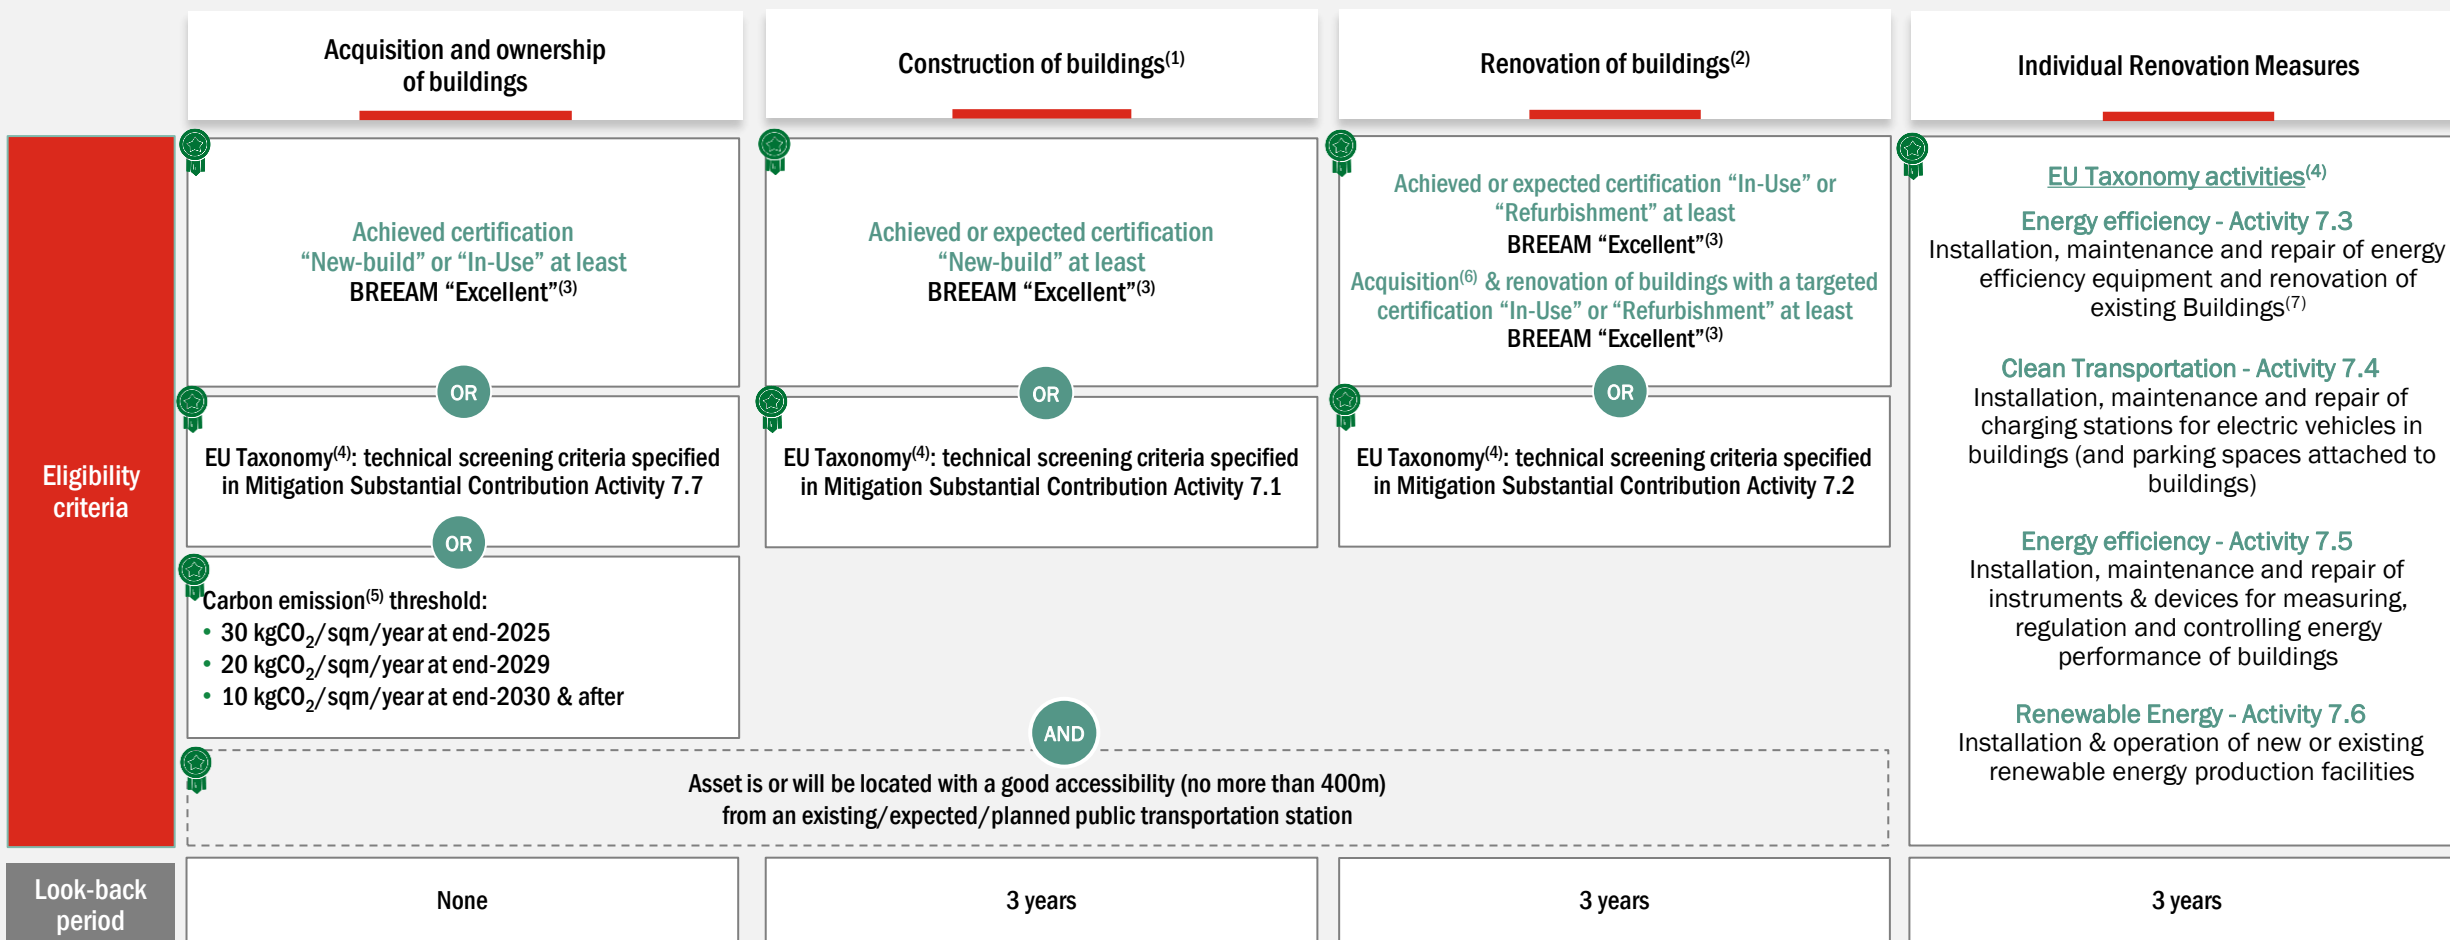 Acquisition and ownership
of buildings
Construction of buildings(1)
Renovation of buildings(2)
Individual Renovation Measures
Eligibility
criteria
Achieved certification
“New-build” or “In-Use” at least
BREEAM “Excellent”(3)
OR
EU Taxonomy(4): technical screening criteria specified
in Mitigation Substantial Contribution Activity 7.7
OR
Carbon emission(5) threshold:
• 30 kgCO2/sqm/year at end-2025
• 20 kgCO2/sqm/year at end-2029
• 10 kgCO2/sqm/year at end-2030 & after
Achieved or expected certification
“New-build” at least
BREEAM “Excellent”(3)
OR
EU Taxonomy(4): technical screening criteria specified
in Mitigation Substantial Contribution Activity 7.1
Achieved or expected certification “In-Use” or
“Refurbishment” at least
BREEAM “Excellent”(3)
Acquisition(6) & renovation of buildings with a targeted
certification “In-Use” or “Refurbishment” at least
BREEAM “Excellent”(3)
OR
EU Taxonomy(4): technical screening criteria specified
in Mitigation Substantial Contribution Activity 7.2
AND
Asset is or will be located with a good accessibility (no more than 400m)
from an existing/expected/planned public transportation station
EU Taxonomy activities(4)
Energy efficiency - Activity 7.3
Installation, maintenance and repair of energy
efficiency equipment and renovation of
existing Buildings(7)
Clean Transportation - Activity 7.4
Installation, maintenance and repair of
charging stations for electric vehicles in
buildings (and parking spaces attached to
buildings)
Energy efficiency - Activity 7.5
Installation, maintenance and repair of
instruments & devices for measuring,
regulation and controlling energy
performance of buildings
Renewable Energy - Activity 7.6
Installation & operation of new or existing
renewable energy production facilities
Look-back
period
None
3 years
3 years
3 years